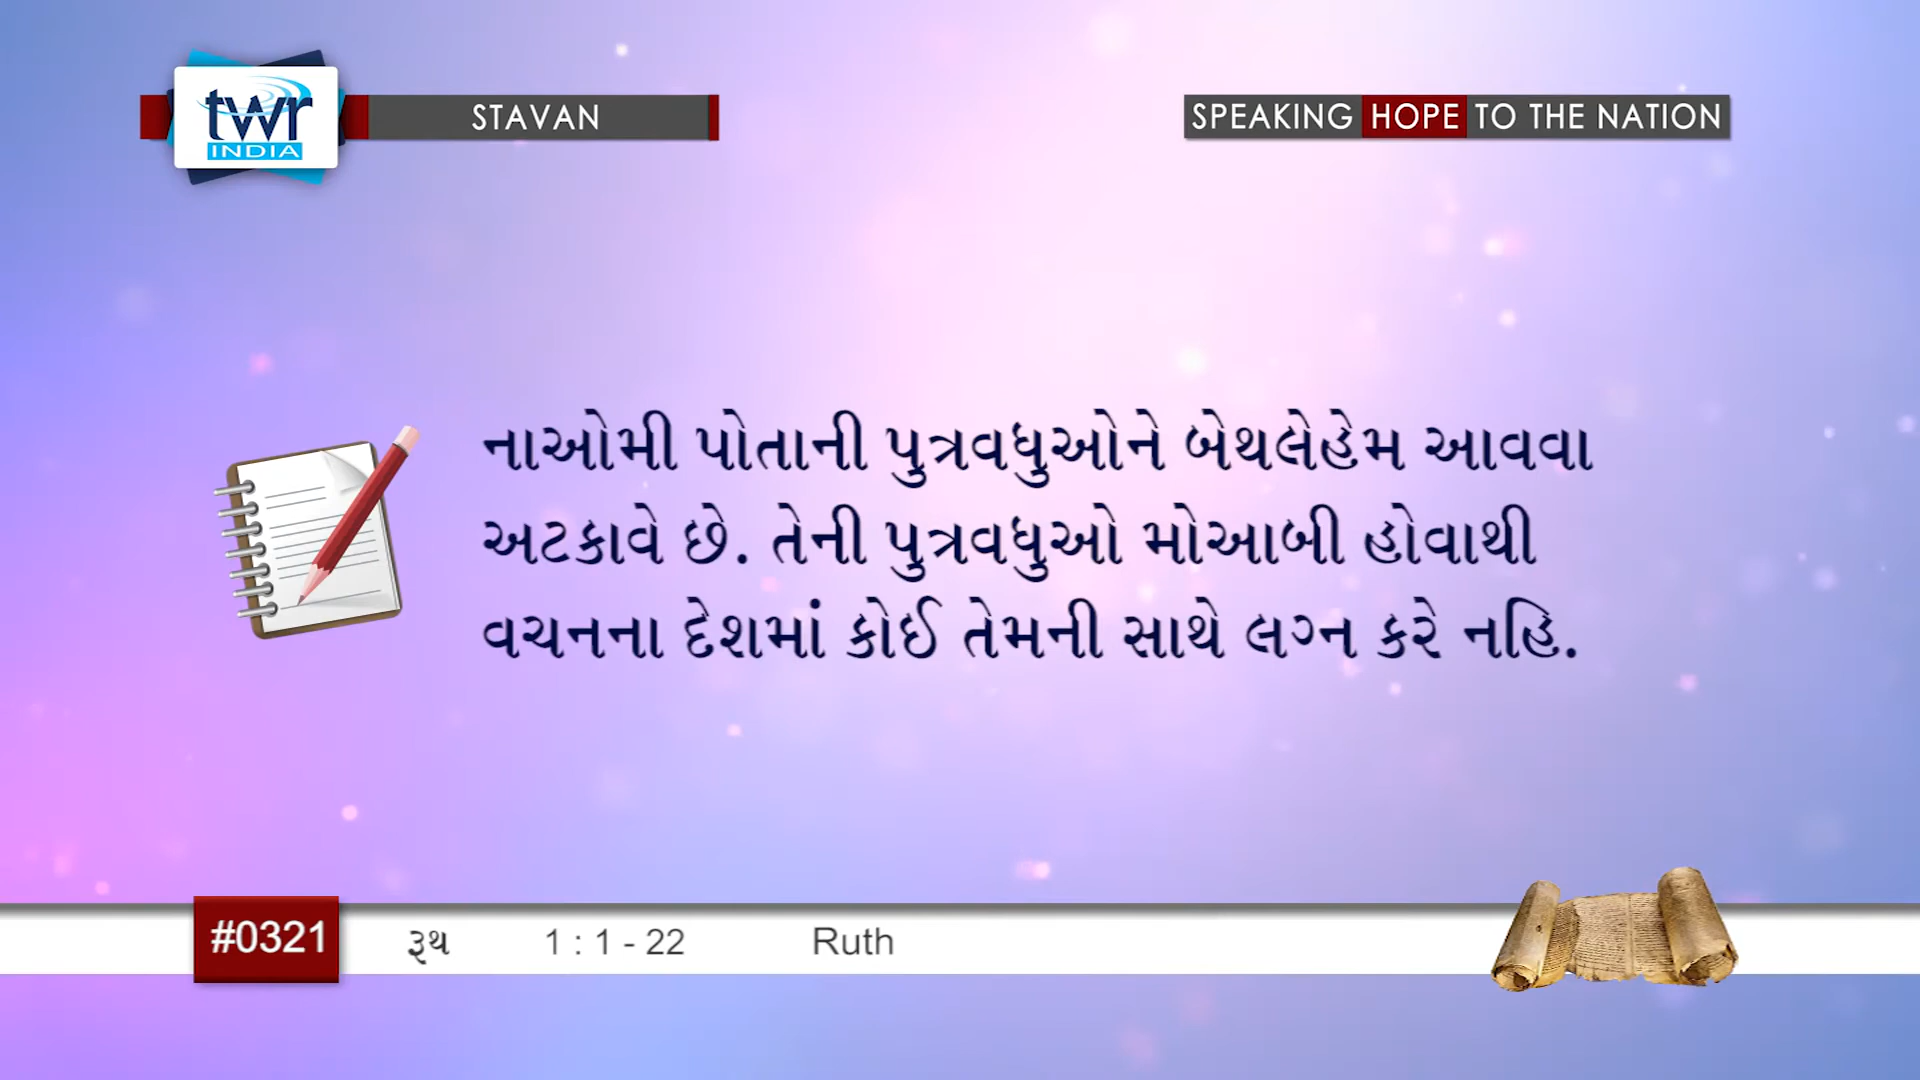 twr
INDIA
STAVAN
SPEAKING HOPE TO THE NATION
નાઓમી પોતાની પુત્રવધુઓને બેથલેહેમ આવવા
અટકાવે છે. તેની પુત્રવધુઓ મોઆબી હોવાથી
વચનના દેશમાં કોઈ તેમની સાથે લગ્ન કરે નહિ.
#0321 રૂથ 1 : 1 - 22 Ruth